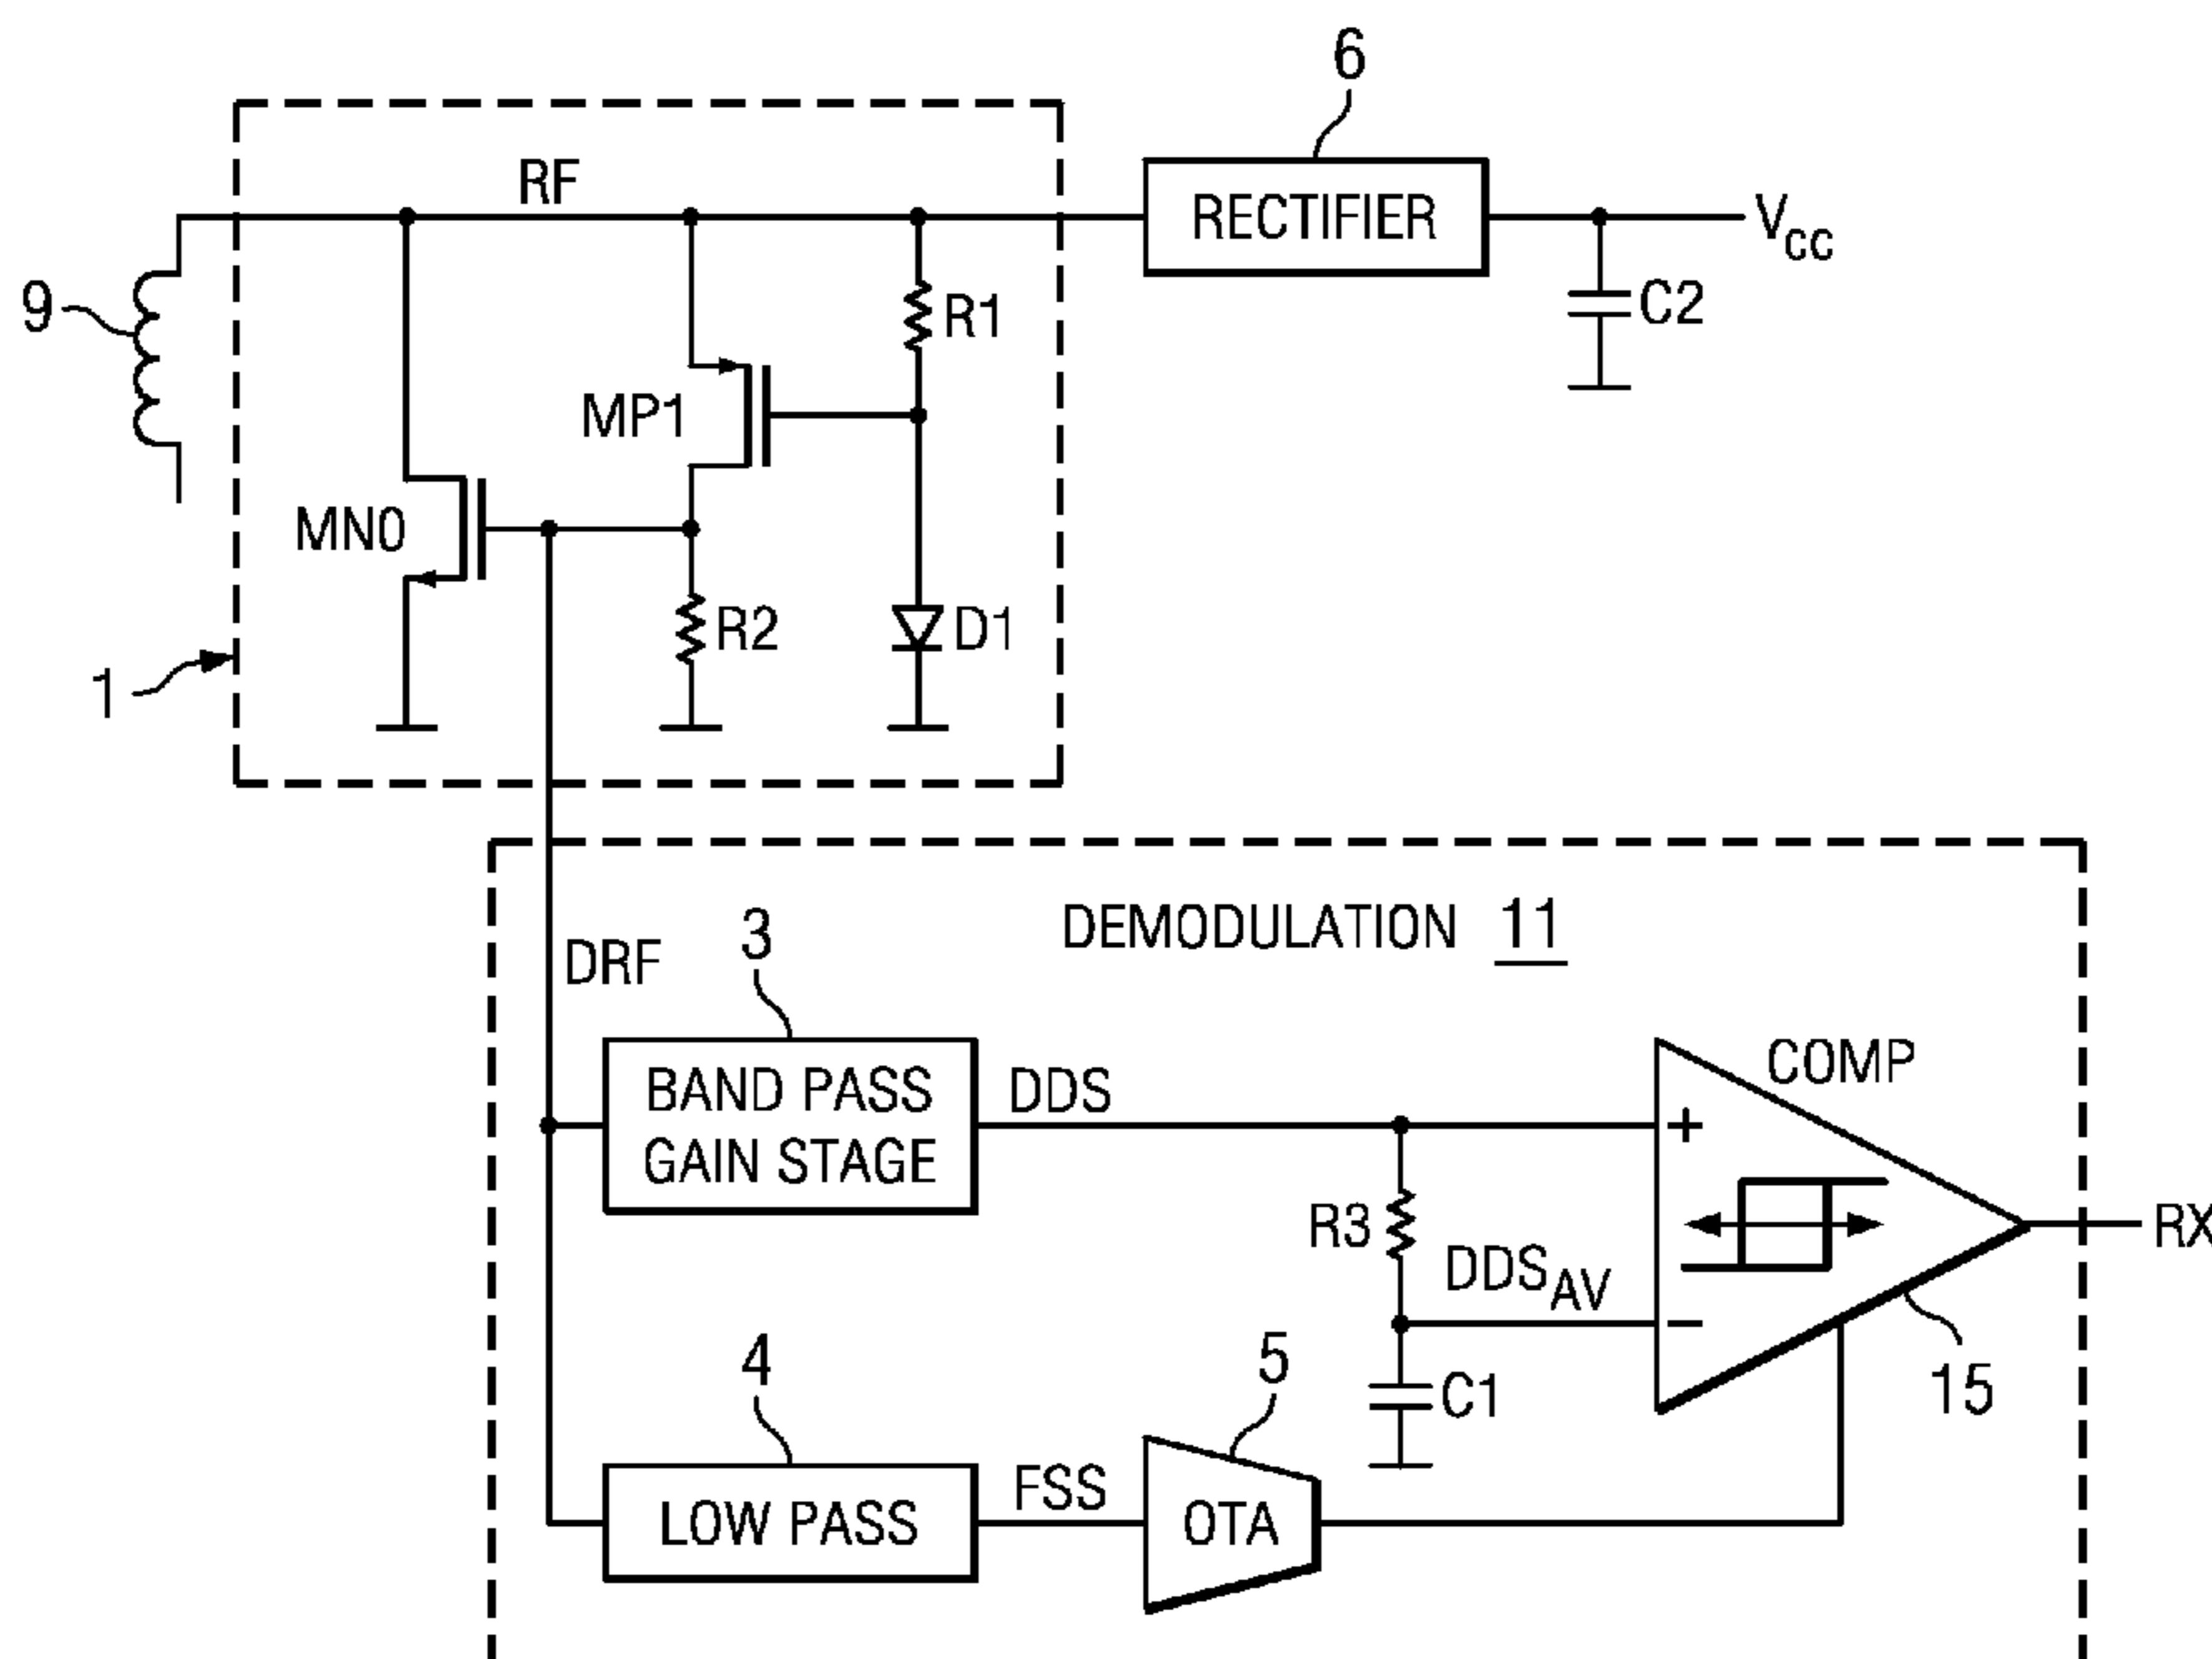 6
RF
RECTIFIER
VCC
9
R1
C2
MP1
MN0
R2
D1
1
DEMODULATION 11
3
DRF
COMP
BAND PASS
GAIN STAGE
DDS
+
R3
RX
DDSAV
−
4
5
C1
15
FSS
LOW PASS
OTA